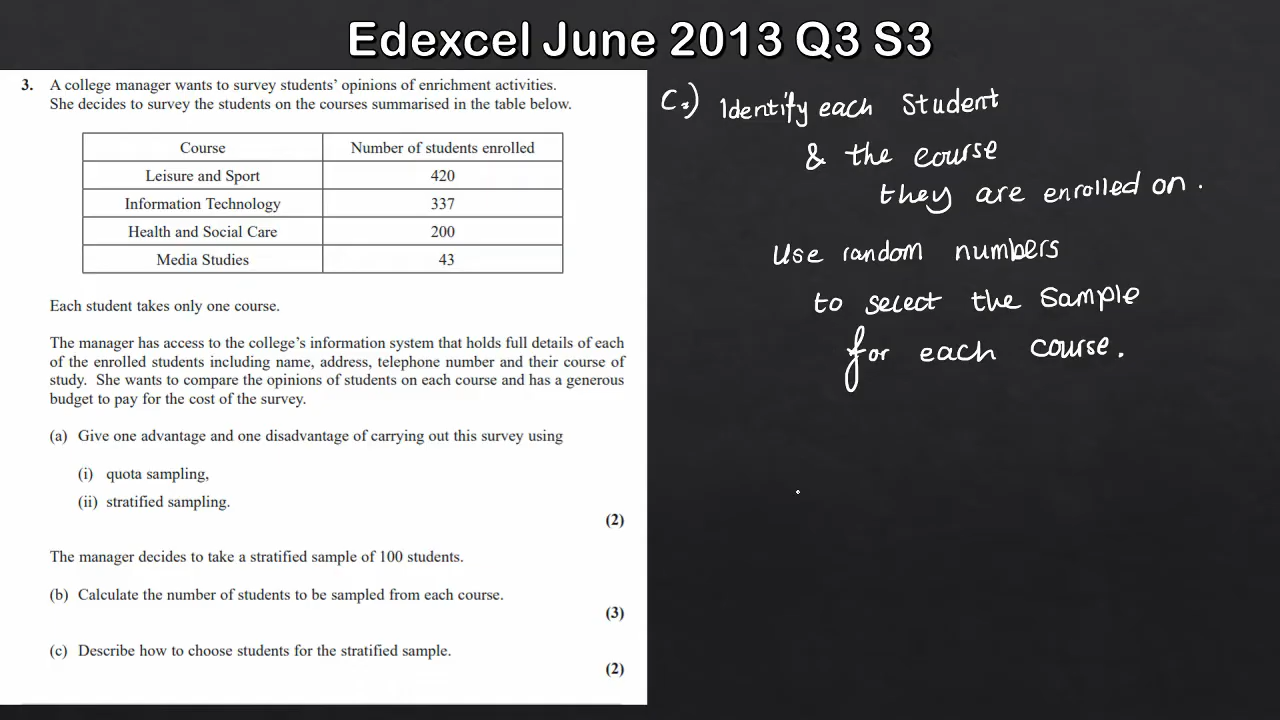 Edexcel June 2013 Q3 S3
3. A college manager wants to survey students' opinions of enrichment activities.
She decides to survey the students on the courses summarised in the table below.
Course Number of students enrolled
Leisure and Sport 420
Information Technology 337
Health and Social Care 200
Media Studies 43
Each student takes only one course.
The manager has access to the college's information system that holds full details of each
of the enrolled students including name, address, telephone number and their course of
study. She wants to compare the opinions of students on each course and has a generous
budget to pay for the cost of the survey.
(a) Give one advantage and one disadvantage of carrying out this survey using
(i) quota sampling,
(ii) stratified sampling.
(2)
The manager decides to take a stratified sample of 100 students.
(b) Calculate the number of students to be sampled from each course.
(3)
(c) Describe how to choose students for the stratified sample.
(2)
C.) Identify each Student
& the course
they are enrolled on.
Use random numbers
to select the sample
for each course.